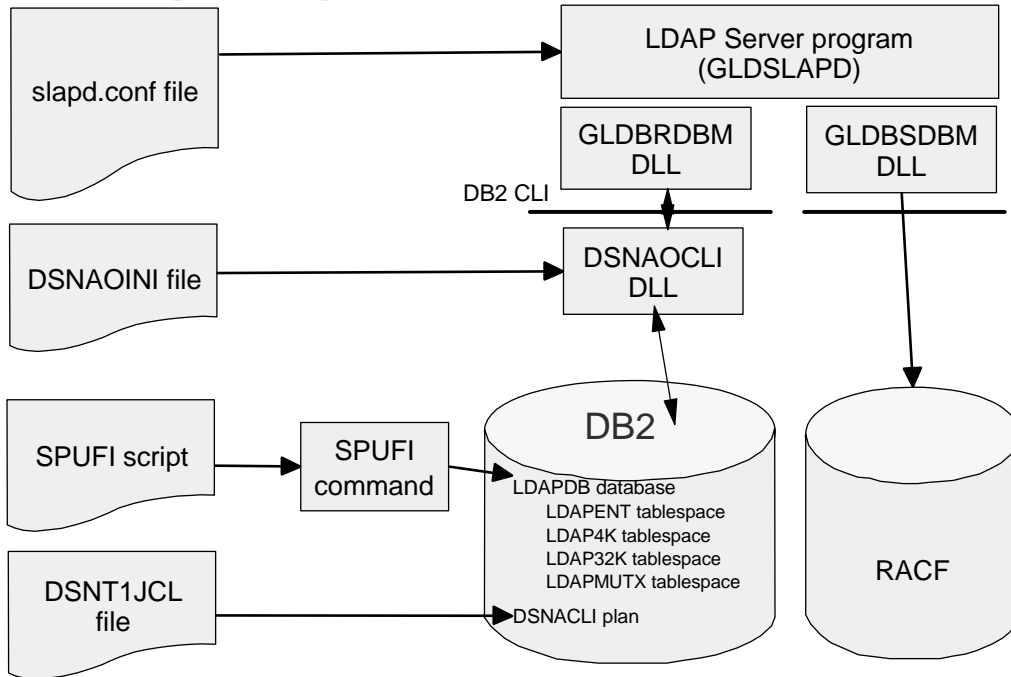 LDAP Server program
(GLDSLAPD)
slapd.conf file
GLDBRDBM
DLL
GLDBSDBM
DLL
DB2 CLI
DSNAOINI file
DSNAOCLI
DLL
DB2
SPUFI script
SPUFI
command
LDAPDB database
LDAPENT tablespace
LDAP4K tablespace
LDAP32K tablespace
LDAPMUTX tablespace
DSNACLI plan
RACF
DSNT1JCL
file